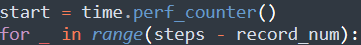 start = time.perf_counter()
for _ in range(steps - record_num):